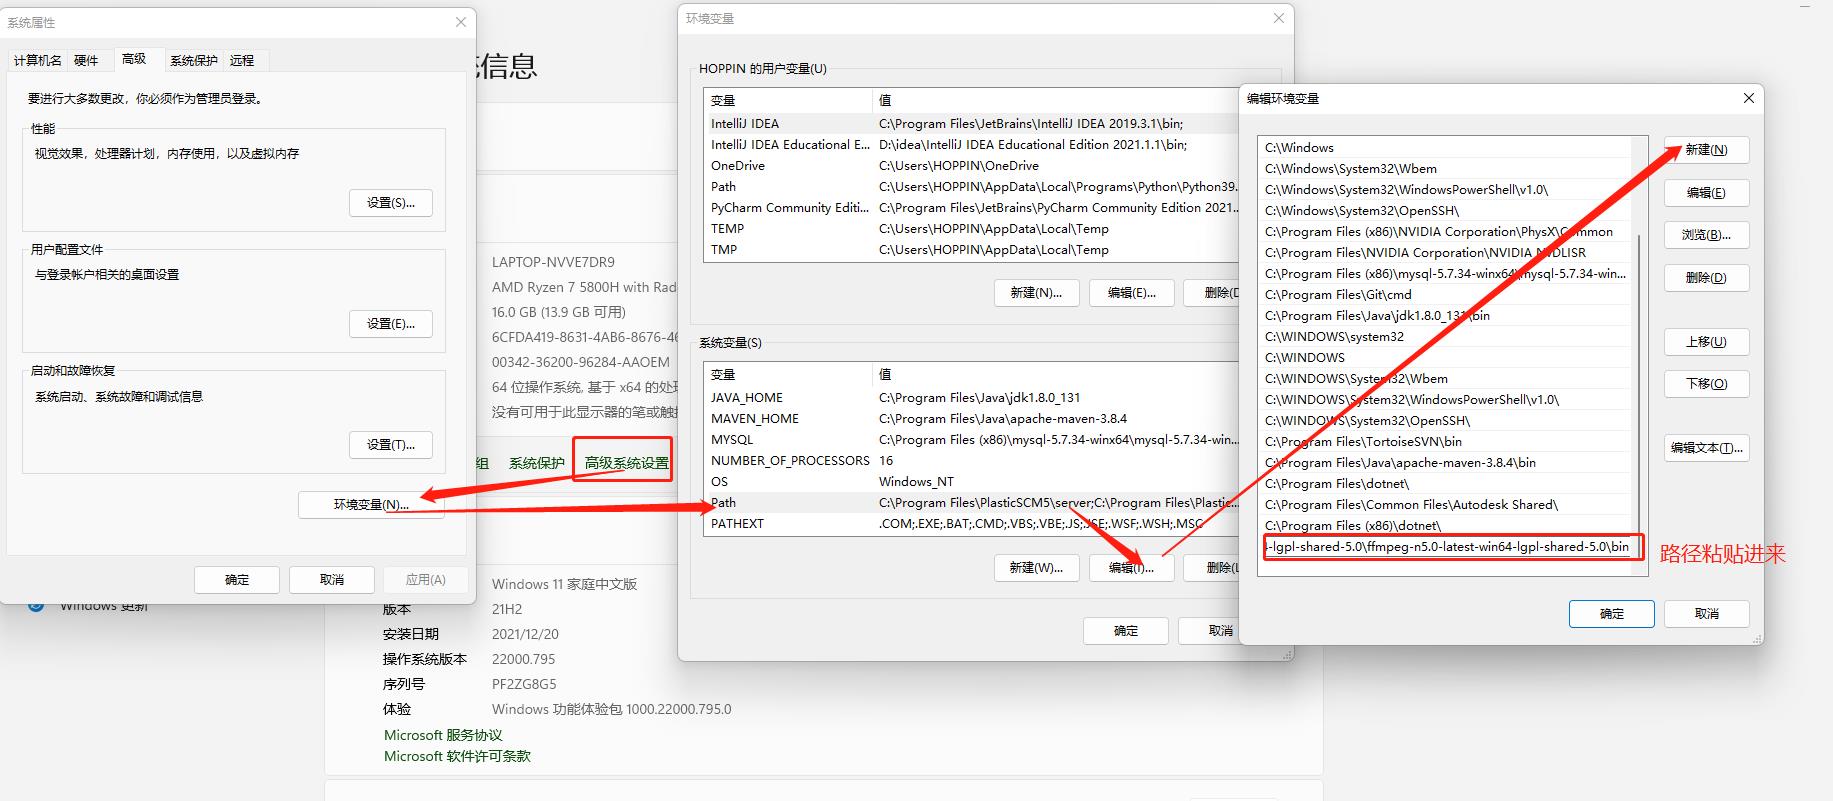 系统属性
计算机名
硬件
高级
系统保护
远程
要进行大多数更改，你必须作为管理员登录。
性能
视觉效果，处理器计划，内存使用，以及虚拟内存
设置(S)...
用户配置文件
与登录帐户相关的桌面设置
设置(E)...
启动和故障恢复
系统启动、系统故障和调试信息
设置(T)...
环境变量(N)...
确定
取消
应用(A)
Windows 更新
信息
LAPTOP-NVVE7DR9
AMD Ryzen 7 5800H with Rad
16.0 GB (13.9 GB 可用)
6CFDA419-8631-4AB6-8676-46
00342-36200-96284-AAOEM
64 位操作系统, 基于 x64 的处理
没有可用于此显示器的笔或触
组
系统保护
高级系统设置
Windows 11 家庭中文版
版本
21H2
安装日期
2021/12/20
操作系统版本
22000.795
序列号
PF2ZG8G5
体验
Windows 功能体验包 1000.22000.795.0
Microsoft 服务协议
Microsoft 软件许可条款
环境变量
HOPPIN 的用户变量(U)
变量
值
IntelliJ IDEA
C:\Program Files\JetBrains\IntelliJ IDEA 2019.3.1\bin;
IntelliJ IDEA Educational E...
D:\idea\IntelliJ IDEA Educational Edition 2021.1.1\bin;
OneDrive
C:\Users\HOPPIN\OneDrive
Path
C:\Users\HOPPIN\AppData\Local\Programs\Python\Python39.
PyCharm Community Editi...
C:\Program Files\JetBrains\PyCharm Community Edition 2021.
TEMP
C:\Users\HOPPIN\AppData\Local\Temp
TMP
C:\Users\HOPPIN\AppData\Local\Temp
新建(N)...
编辑(E)...
删除(D
系统变量(S)
变量
值
JAVA_HOME
C:\Program Files\Java\jdk1.8.0_131
MAVEN_HOME
C:\Program Files\Java\apache-maven-3.8.4
MYSQL
C:\Program Files (x86)\mysql-5.7.34-winx64\mysql-5.7.34-win...
NUMBER_OF_PROCESSORS
16
OS
Windows_NT
Path
C:\Program Files\PlasticSCM5\server;C:\Program Files\Plastic...
PATHEXT
.COM;.EXE;.BAT;.CMD;.VBS;.VBE;.JS;.JSE;.WSF;.WSH;.MSC
新建(W)...
编辑(I)...
删除(L
确定
取消
编辑环境变量
C:\Windows
C:\Windows\System32\Wbem
C:\Windows\System32\WindowsPowerShell\v1.0\
C:\Windows\System32\OpenSSH\
C:\Program Files (x86)\NVIDIA Corporation\PhysX\Common
C:\Program Files\NVIDIA Corporation\NVIDIA NvDLISR
C:\Program Files (x86)\mysql-5.7.34-winx64\mysql-5.7.34-win...
C:\Program Files\Git\cmd
C:\Program Files\Java\jdk1.8.0_131\bin
C:\WINDOWS\system32
C:\WINDOWS
C:\WINDOWS\System32\Wbem
C:\WINDOWS\System32\WindowsPowerShell\v1.0\
C:\WINDOWS\System32\OpenSSH\
C:\Program Files\TortoiseSVN\bin
C:\Program Files\Java\apache-maven-3.8.4\bin
C:\Program Files\dotnet\
C:\Program Files\Common Files\Autodesk Shared\
C:\Program Files (x86)\dotnet\
-lgpl-shared-5.0\ffmpeg-n5.0-latest-win64-lgpl-shared-5.0\bin
新建(N)
编辑(E)
浏览(B)...
删除(D)
上移(U)
下移(O)
编辑文本(T)...
路径粘贴进来
确定
取消